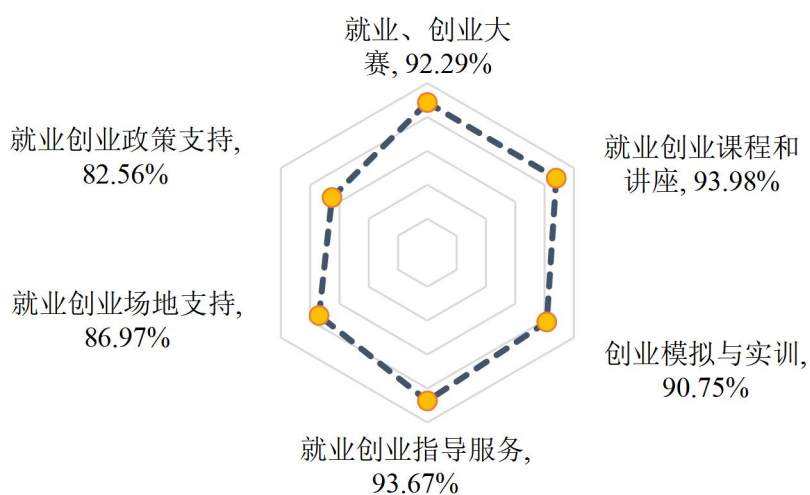 就业、创业大
赛, 92.29%
就业创业课程和
讲座, 93.98%
创业模拟与实训,
90.75%
就业创业指导服务,
93.67%
就业创业场地支持,
86.97%
就业创业政策支持,
82.56%